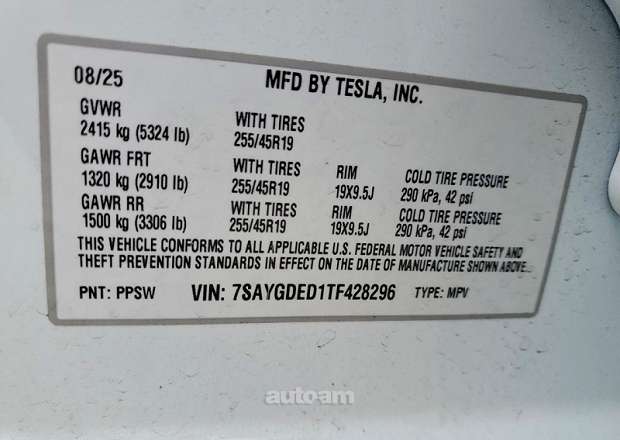 08/25 MFD BY TESLA, INC.
GVWR
2415 kg (5324 lb) WITH TIRES 255/45R19
GAWR FRT
1320 kg (2910 lb) WITH TIRES 255/45R19 RIM 19X9.5J COLD TIRE PRESSURE 290 kPa, 42 psi
GAWR RR
1500 kg (3306 lb) WITH TIRES 255/45R19 RIM 19X9.5J COLD TIRE PRESSURE 290 kPa, 42 psi
THIS VEHICLE CONFORMS TO ALL APPLICABLE U.S. FEDERAL MOTOR VEHICLE SAFETY AND
THEFT PREVENTION STANDARDS IN EFFECT ON THE DATE OF MANUFACTURE SHOWN ABOVE.
PNT: PPSW VIN: 7SAYGDED1TF428296 TYPE: MPV
auto.am